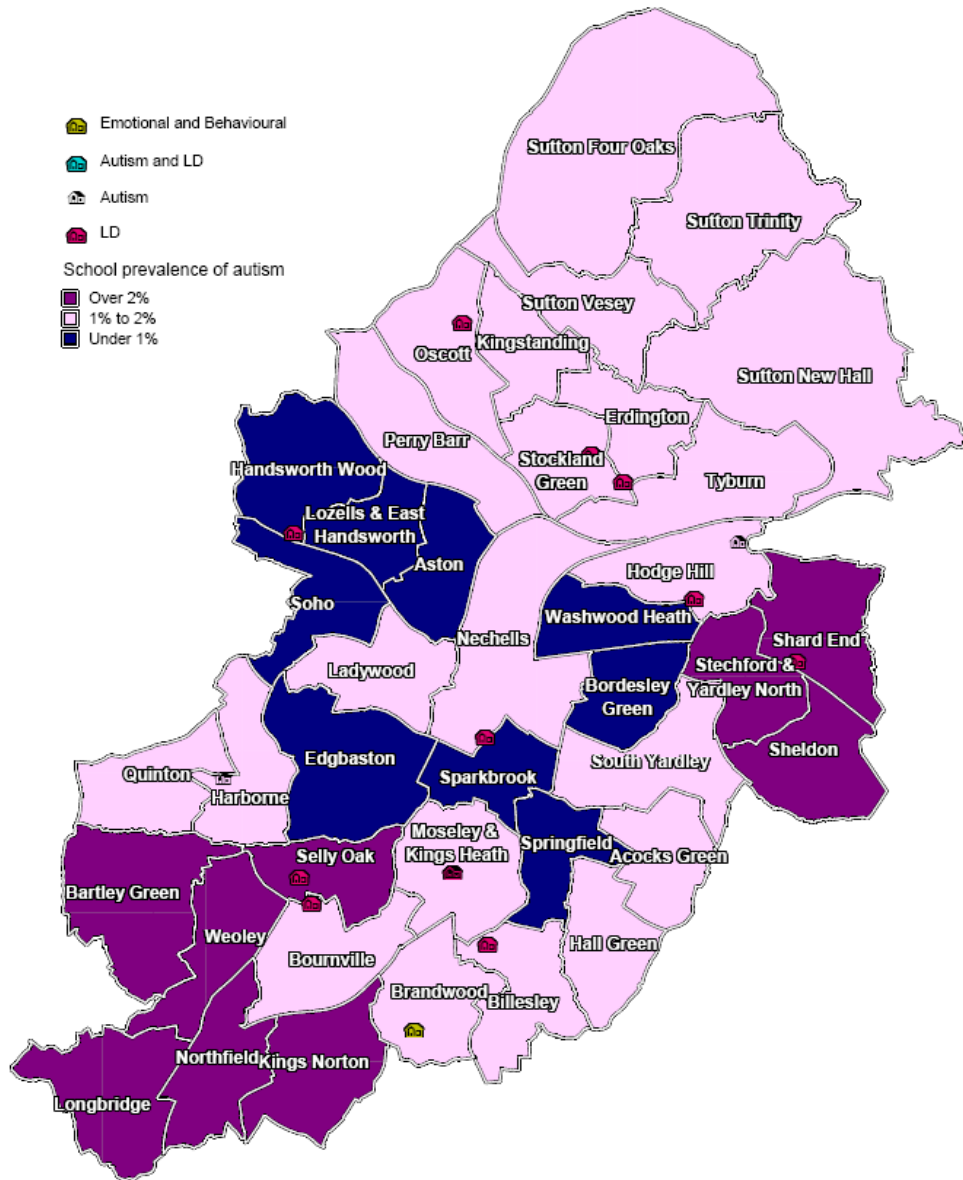 Emotional and Behavioural
Autism and LD
Autism
LD
School prevalence of autism
Over 2%
1% to 2%
Under 1%
Sutton Four Oaks
Sutton Trinity
Sutton Vesey
Oscott
Kingstanding
Sutton New Hall
Erdington
Perry Barr
Stockland
Green
Tyburn
Handsworth Wood
Lozells & East
Handsworth
Aston
Hodge Hill
Soho
Washwood Heath
Nechells
Shard End
Ladywood
Stechford &
Yardley North
Bordesley
Green
Sheldon
Edgbaston
South Yardley
Quinton
Sparkbrook
Harborne
Moseley &
Kings Heath
Springfield
Selly Oak
Acocks Green
Bartley Green
Weoley
Hall Green
Bournville
Brandwood
Billesley
Northfield
Kings Norton
Longbridge